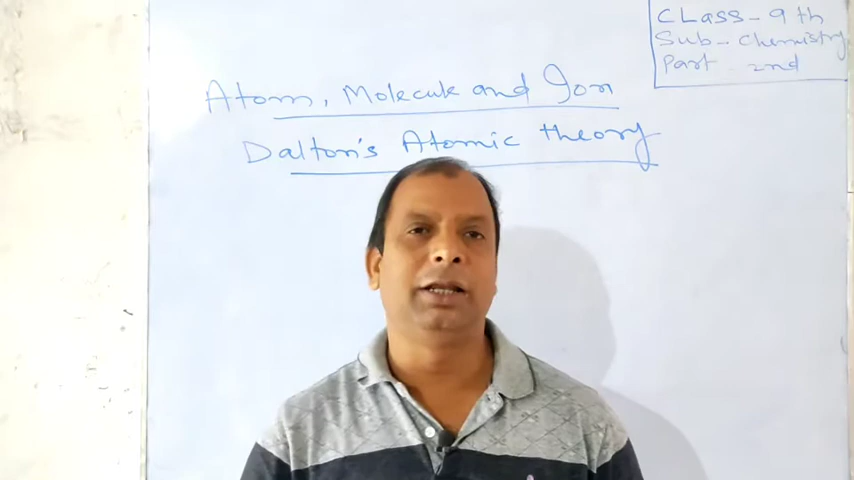 CLass - 9th
Sub - Chemistry
Part - 2nd
Atom, Molecule and Ion
Dalton's Atomic theory